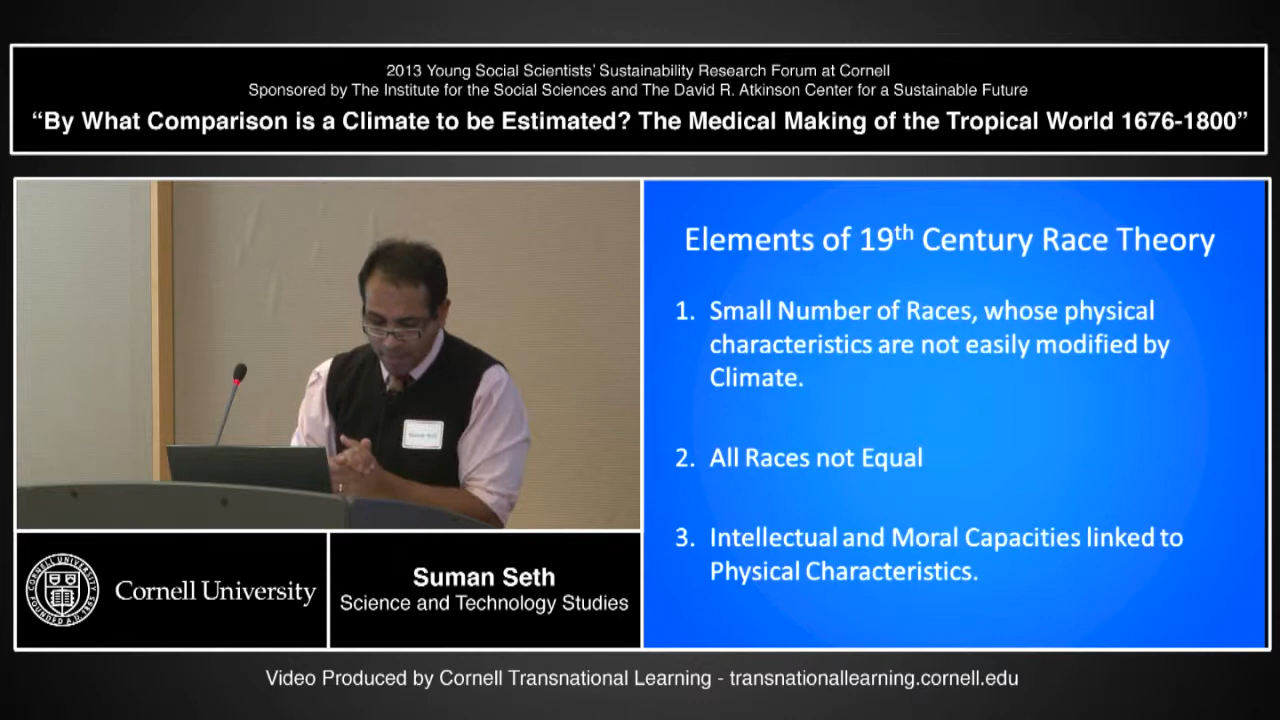 2013 Young Social Scientists' Sustainability Research Forum at Cornell
Sponsored by The Institute for the Social Sciences and The David R. Atkinson Center for a Sustainable Future
“By What Comparison is a Climate to be Estimated? The Medical Making of the Tropical World 1676-1800”
Elements of 19th Century Race Theory
1. Small Number of Races, whose physical
characteristics are not easily modified by
Climate.
2. All Races not Equal
3. Intellectual and Moral Capacities linked to
Physical Characteristics.
Cornell University
Suman Seth
Science and Technology Studies
Video Produced by Cornell Transnational Learning - transnationallearning.cornell.edu